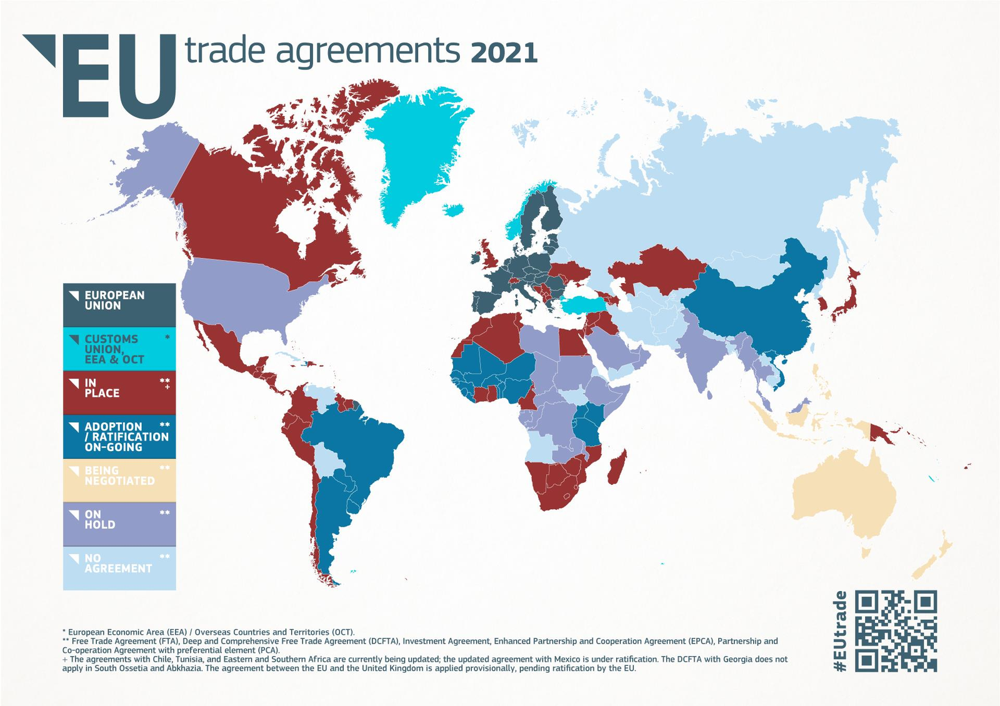 EU trade agreements 2021
EUROPEAN
UNION
CUSTOMS *
UNION,
EEA & OCT
IN **
PLACE +
ADOPTION **
/ RATIFICATION
ON-GOING
BEING **
NEGOTIATED
ON **
HOLD
NO **
AGREEMENT
#EUtrade
* European Economic Area (EEA) / Overseas Countries and Territories (OCT).
** Free Trade Agreement (FTA), Deep and Comprehensive Free Trade Agreement (DCFTA), Investment Agreement, Enhanced Partnership and Cooperation Agreement (EPCA), Partnership and
Co-operation Agreement with preferential element (PCA).
+ The agreements with Chile, Tunisia, and Eastern and Southern Africa are currently being updated; the updated agreement with Mexico is under ratification. The DCFTA with Georgia does not
apply in South Ossetia and Abkhazia. The agreement between the EU and the United Kingdom is applied provisionally, pending ratification by the EU.